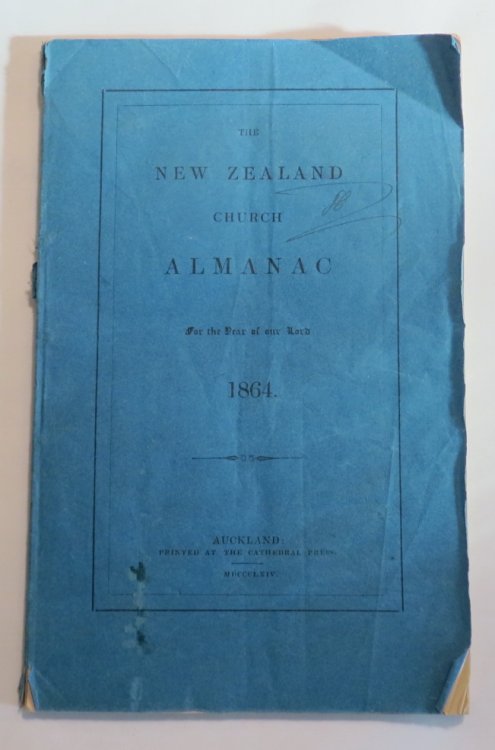 THE
NEW ZEALAND
CHURCH
ALMANAC
For the Year of our Lord
1864.
AUCKLAND:
PRINTED AT THE CATHEDRAL PRESS.
MDCCCLXIV.